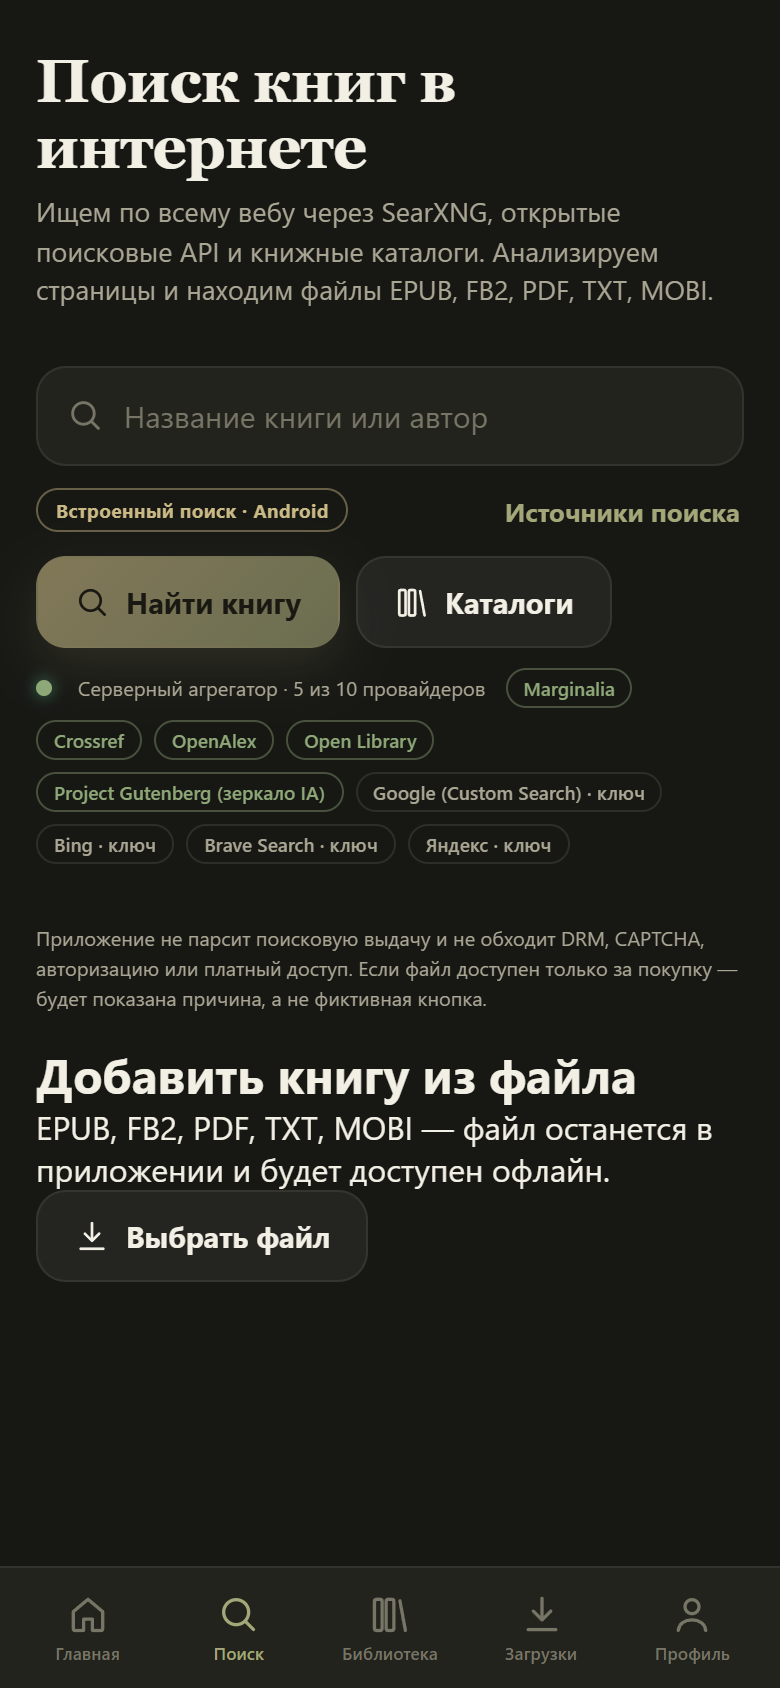 Поиск книг в
интернете
Ищем по всему вебу через SearXNG, открытые
поисковые API и книжные каталоги. Анализируем
страницы и находим файлы EPUB, FB2, PDF, TXT, MOBI.
Название книги или автор
Встроенный поиск · Android
Источники поиска
Найти книгу
Каталоги
Серверный агрегатор · 5 из 10 провайдеров
Marginalia
Crossref
OpenAlex
Open Library
Project Gutenberg (зеркало IA)
Google (Custom Search) · ключ
Bing · ключ
Brave Search · ключ
Яндекс · ключ
Приложение не парсит поисковую выдачу и не обходит DRM, CAPTCHA,
авторизацию или платный доступ. Если файл доступен только за покупку —
будет показана причина, а не фиктивная кнопка.
Добавить книгу из файла
EPUB, FB2, PDF, TXT, MOBI — файл останется в
приложении и будет доступен офлайн.
Выбрать файл
Главная
Поиск
Библиотека
Загрузки
Профиль